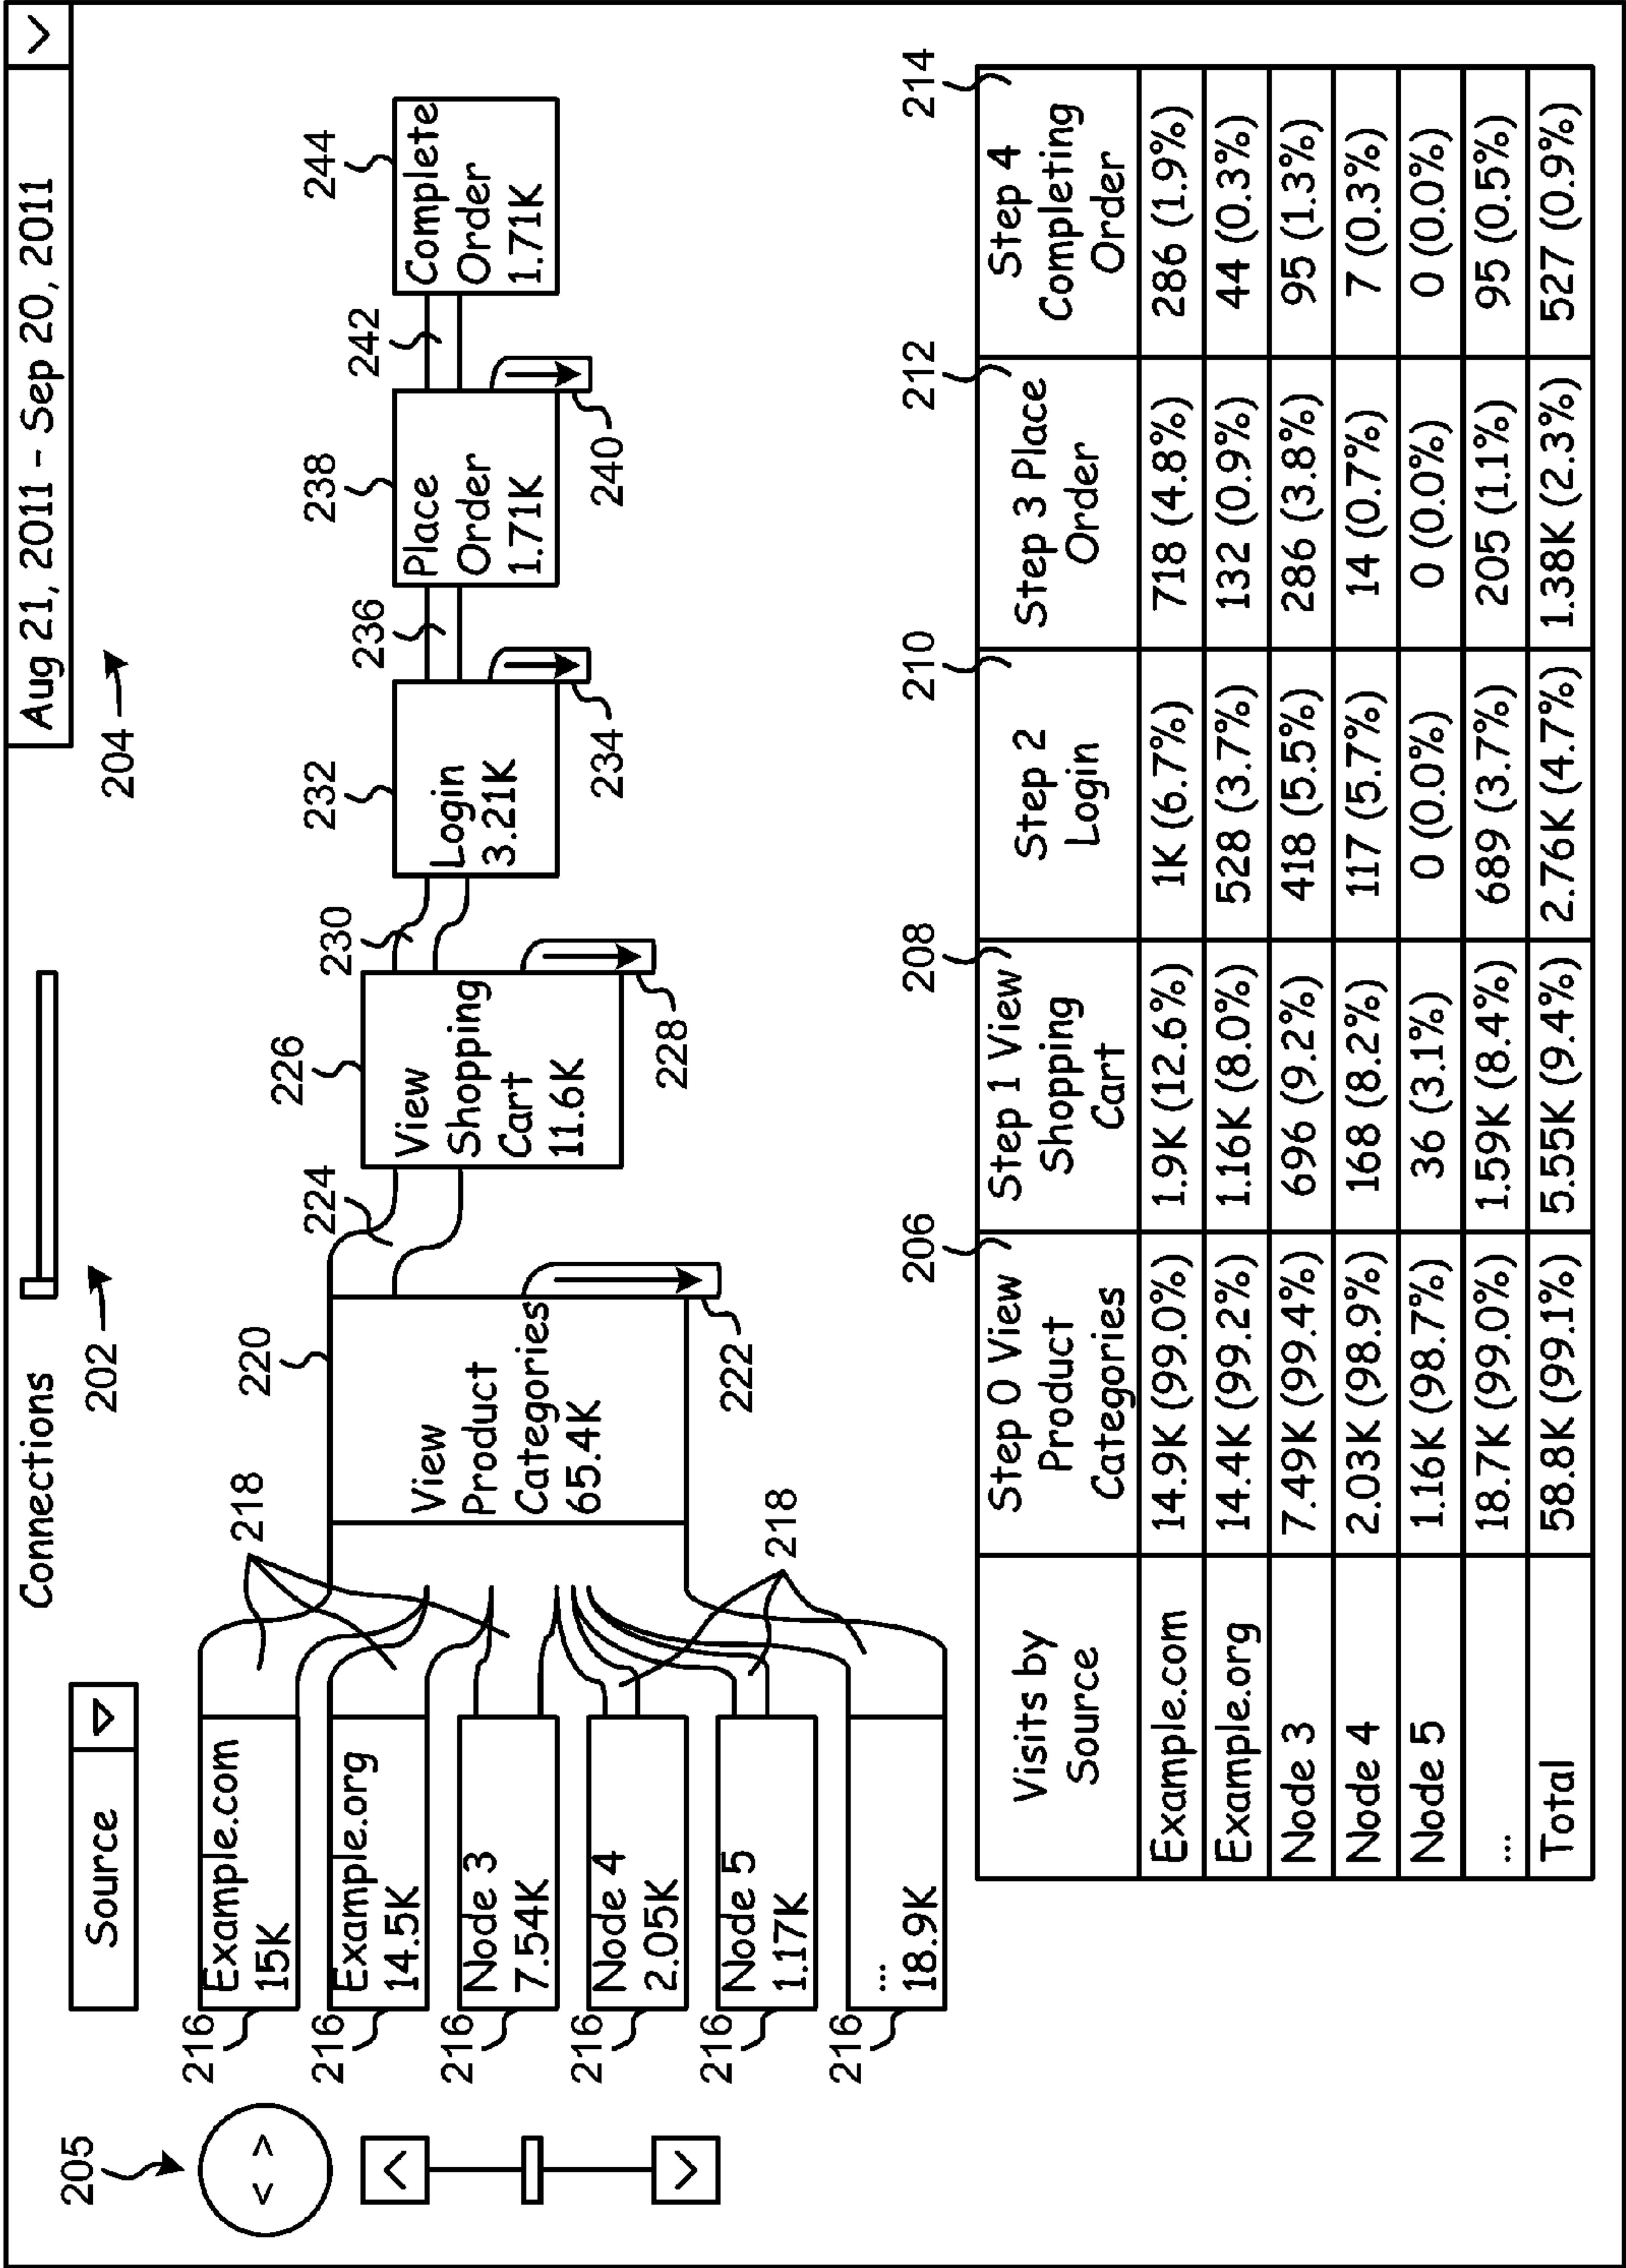 Connections
Aug 21, 2011 - Sep 20, 2011
202
204
Source
205
< >
216
Example.com
15K
216
Example.org
14.5K
216
Node 3
7.54K
216
Node 4
2.05K
216
Node 5
1.17K
216
...
18.9K
218
218
220
View
Product
Categories
65.4K
222
224
226
View
Shopping
Cart
11.6K
228
230
232
Login
3.21K
234
236
238
Place
Order
1.71K
240
242
244
Complete
Order
1.71K
206
208
210
212
214
Visits by
Source
Step 0 View
Product
Categories
Step 1 View
Shopping
Cart
Step 2
Login
Step 3 Place
Order
Step 4
Completing
Order
Example.com 14.9K (99.0%) 1.9K (12.6%) 1K (6.7%) 718 (4.8%) 286 (1.9%)
Example.org 14.4K (99.2%) 1.16K (8.0%) 528 (3.7%) 132 (0.9%) 44 (0.3%)
Node 3 7.49K (99.4%) 696 (9.2%) 418 (5.5%) 286 (3.8%) 95 (1.3%)
Node 4 2.03K (98.9%) 168 (8.2%) 117 (5.7%) 14 (0.7%) 7 (0.3%)
Node 5 1.16K (98.7%) 36 (3.1%) 0 (0.0%) 0 (0.0%) 0 (0.0%)
... 18.7K (99.0%) 1.59K (8.4%) 689 (3.7%) 205 (1.1%) 95 (0.5%)
Total 58.8K (99.1%) 5.55K (9.4%) 2.76K (4.7%) 1.38K (2.3%) 527 (0.9%)